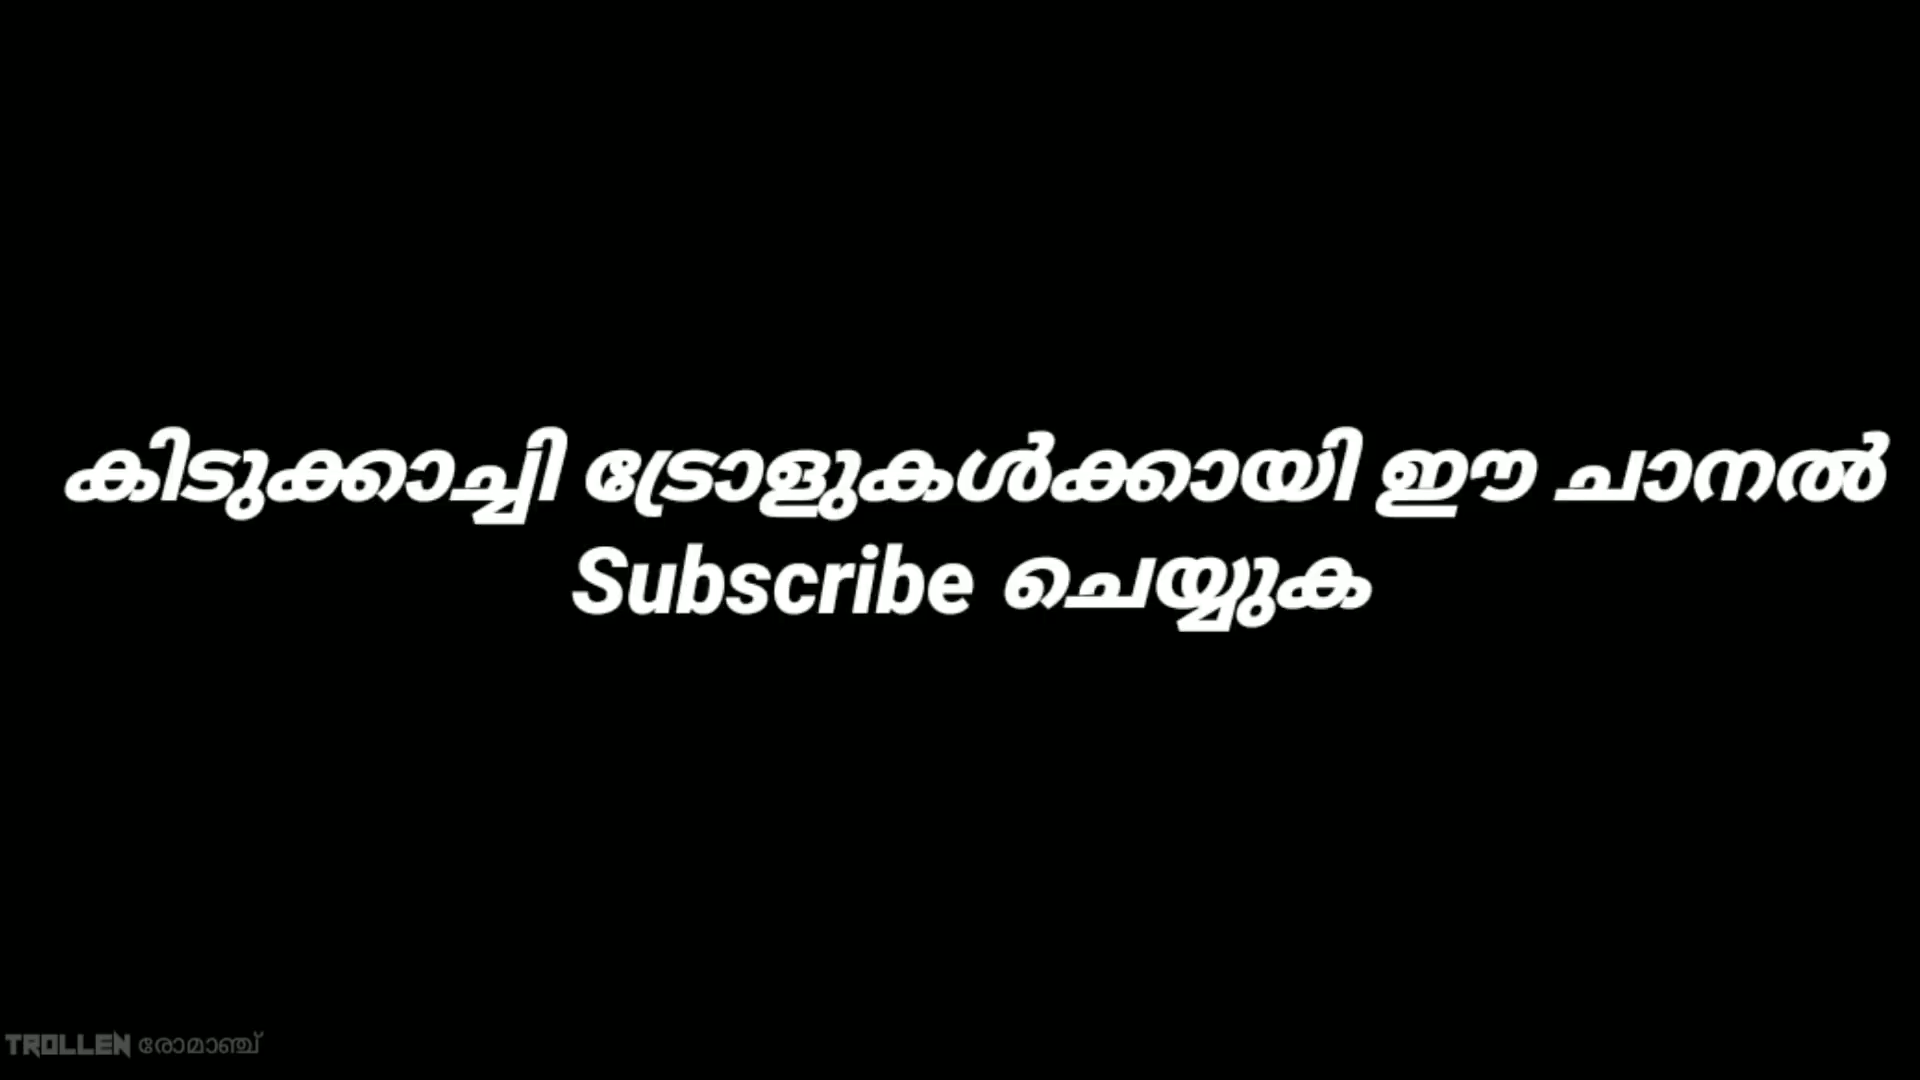 കിടുക്കാച്ചി ട്രോളുകൾക്കായി ഈ ചാനൽ
Subscribe ചെയ്യുക
TROLLEN രോമാഞ്ച്